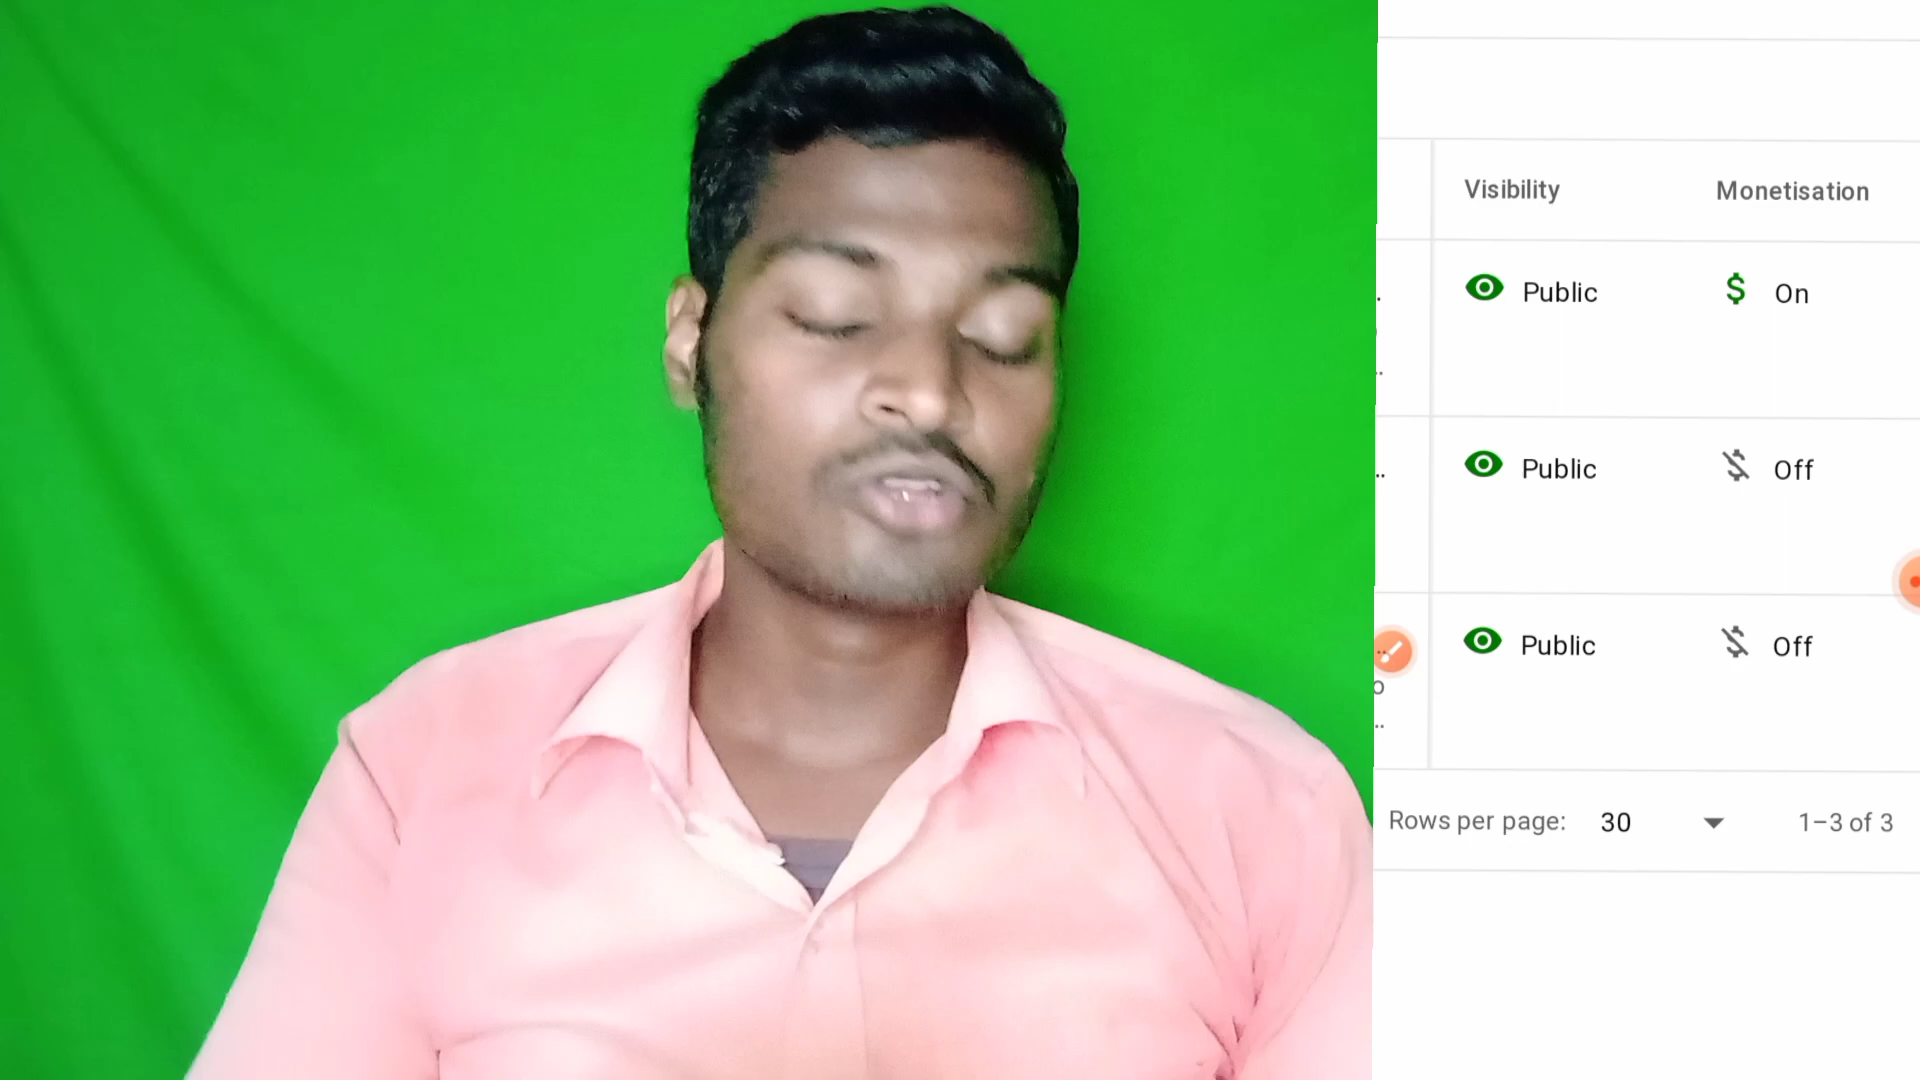 Visibility Monetisation
Public $ On
Public Off
Public Off
Rows per page: 30 1–3 of 3